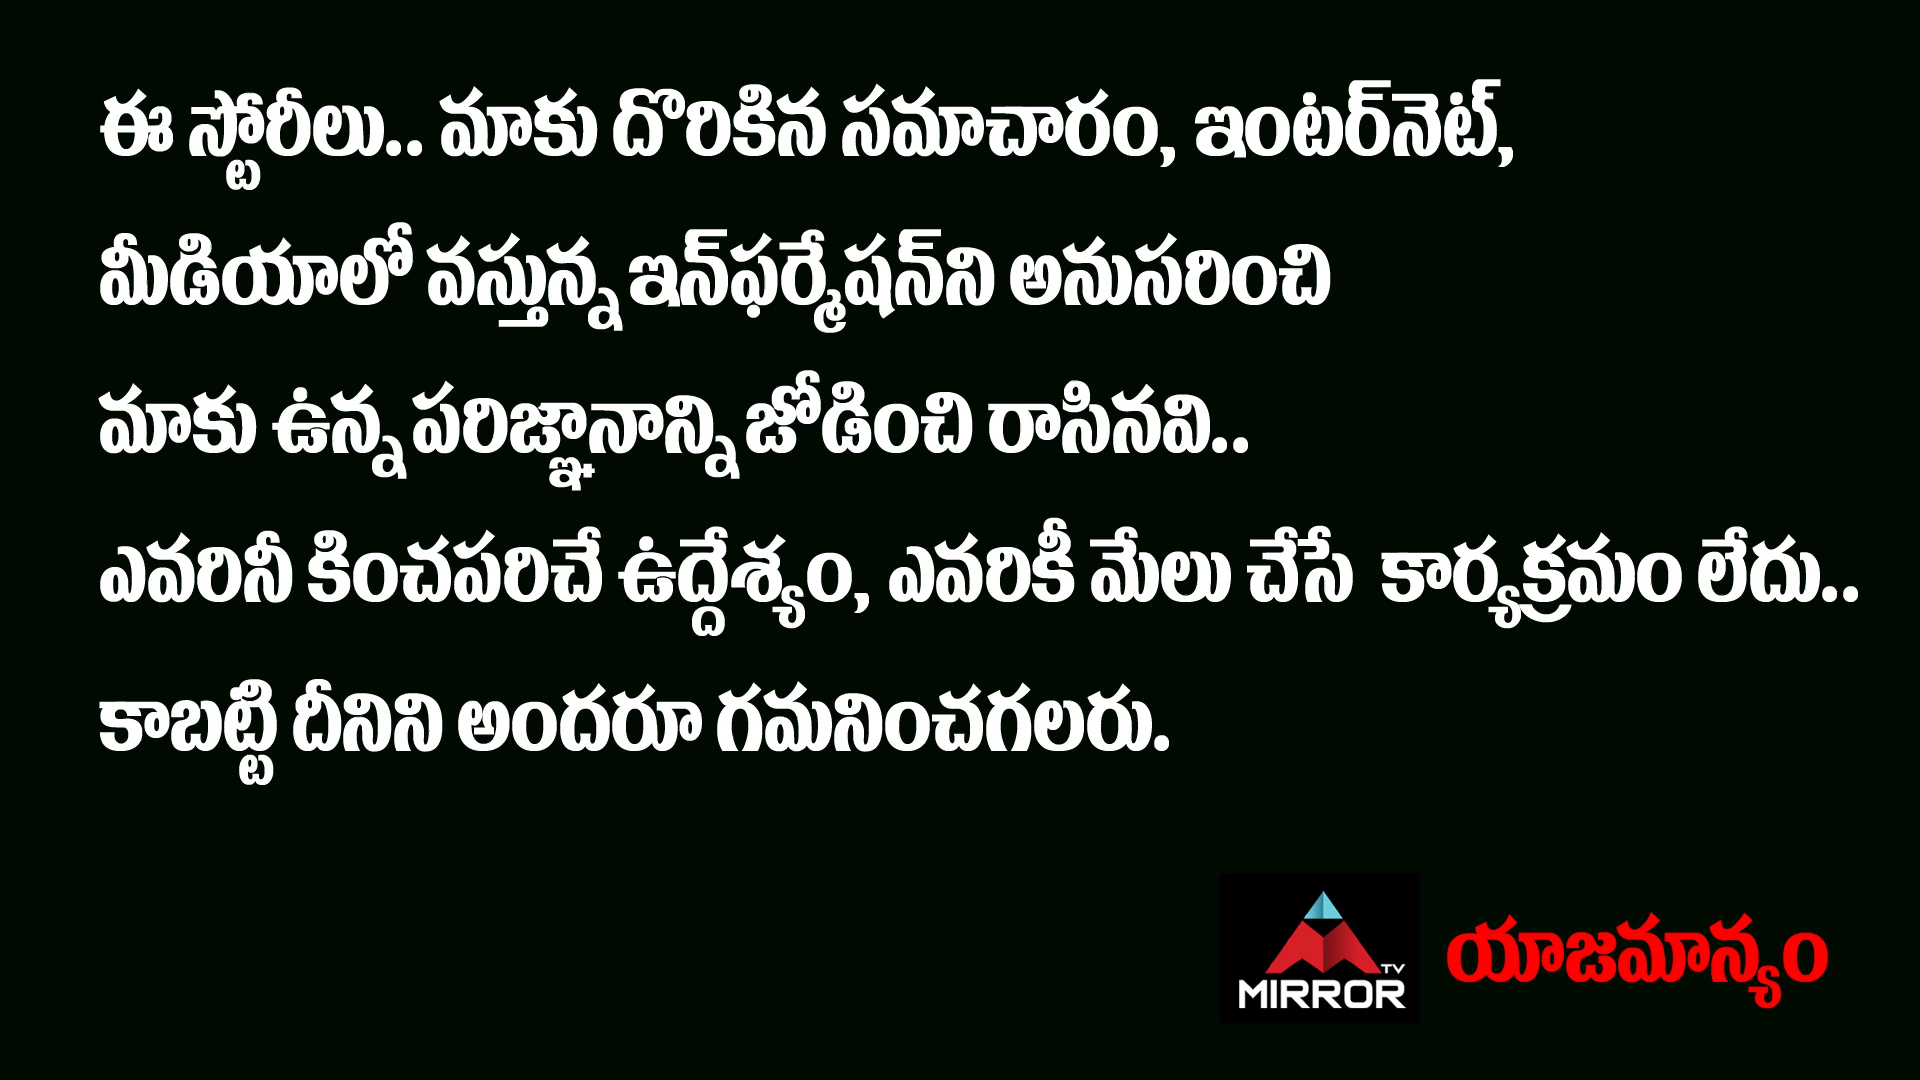 ఈ స్టోరీలు.. మాకు దొరికిన సమాచారం, ఇంటర్‌నెట్,
మీడియాలో వస్తున్న ఇన్‌ఫర్మేషన్‌ని అనుసరించి
మాకు ఉన్న పరిజ్ఞానాన్ని జోడించి రాసినవి..
ఎవరినీ కించపరిచే ఉద్దేశ్యం, ఎవరికీ మేలు చేసే కార్యక్రమం లేదు..
కాబట్టి దీనిని అందరూ గమనించగలరు.
TV
MIRROR
యాజమాన్యం